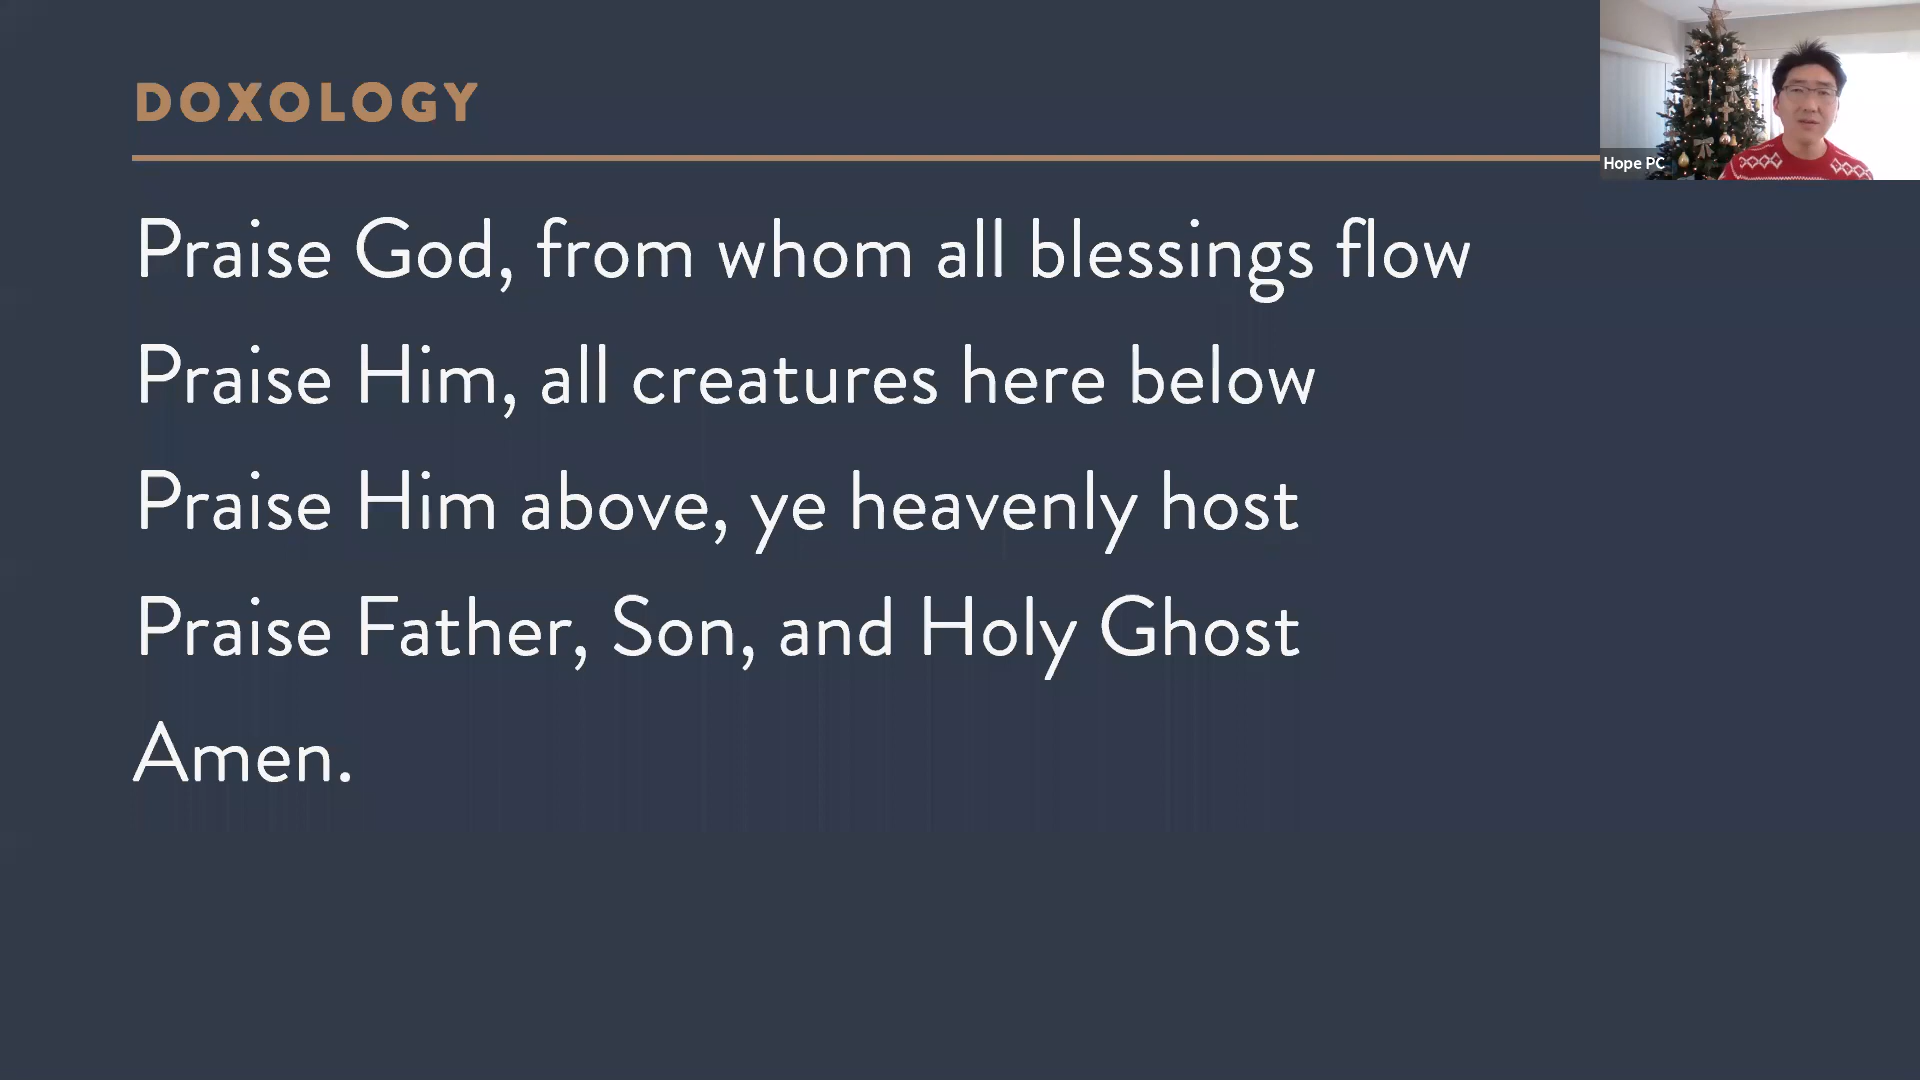 DOXOLOGY
Hope PC
Praise God, from whom all blessings flow
Praise Him, all creatures here below
Praise Him above, ye heavenly host
Praise Father, Son, and Holy Ghost
Amen.